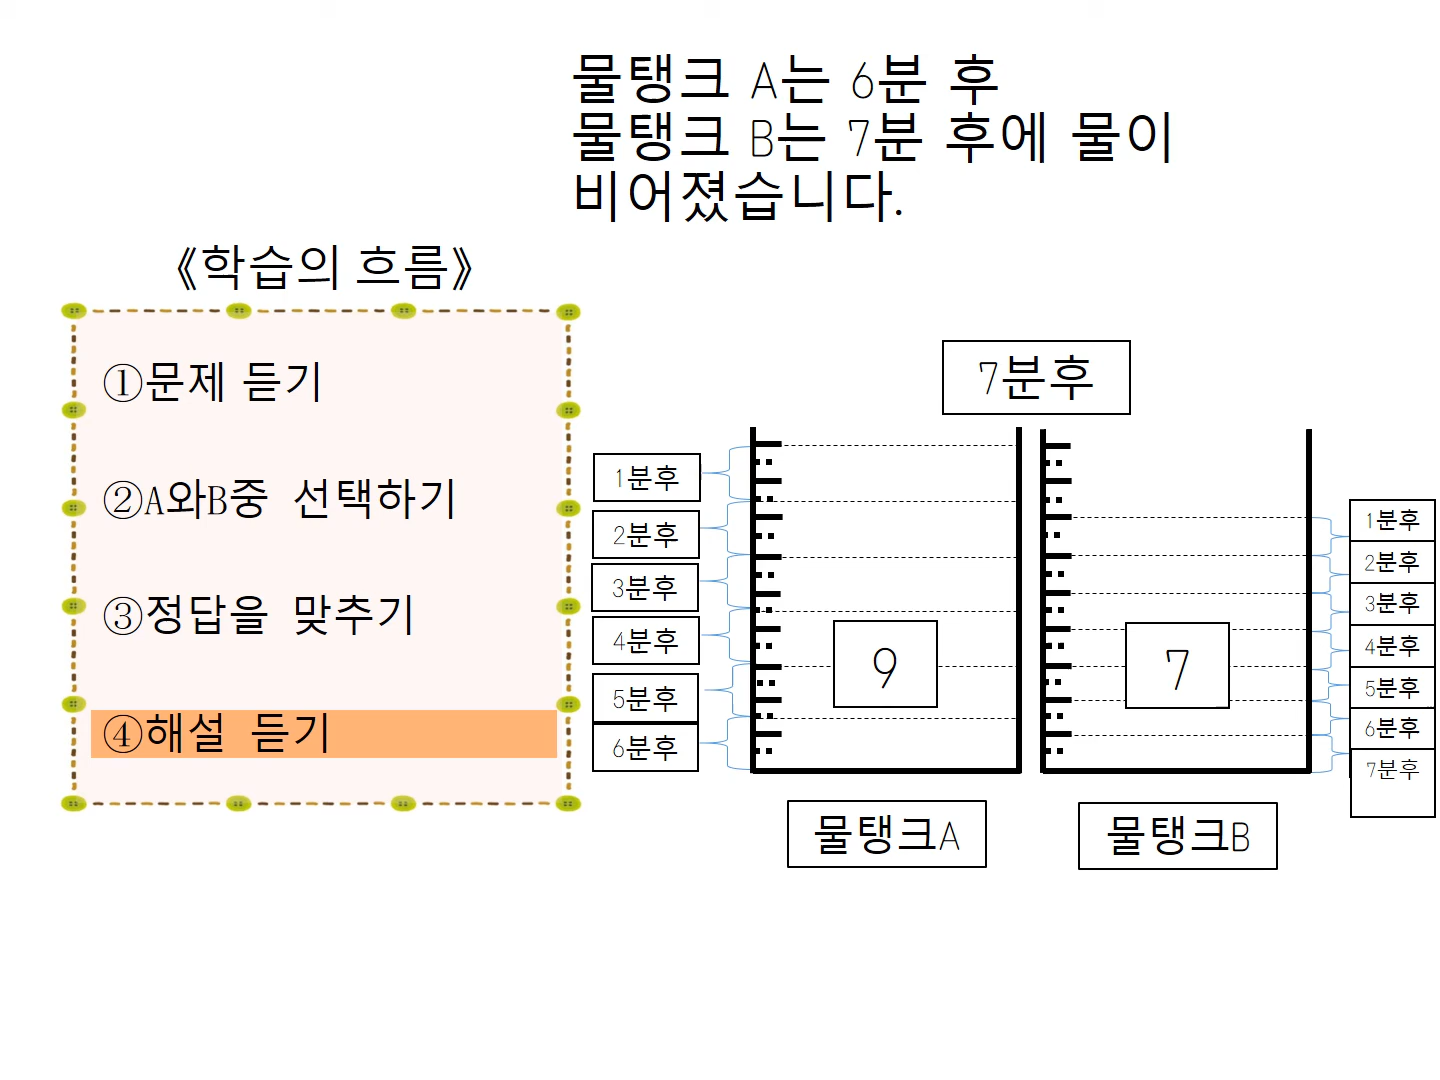 물탱크 A는 6분 후
물탱크 B는 7분 후에 물이
비어졌습니다.
《학습의 흐름》
①문제 듣기
②A와B중 선택하기
③정답을 맞추기
④해설 듣기
7분후
1분후
2분후
3분후
4분후
5분후
6분후
9
7
1분후
2분후
3분후
4분후
5분후
6분후
7분후
물탱크A
물탱크B